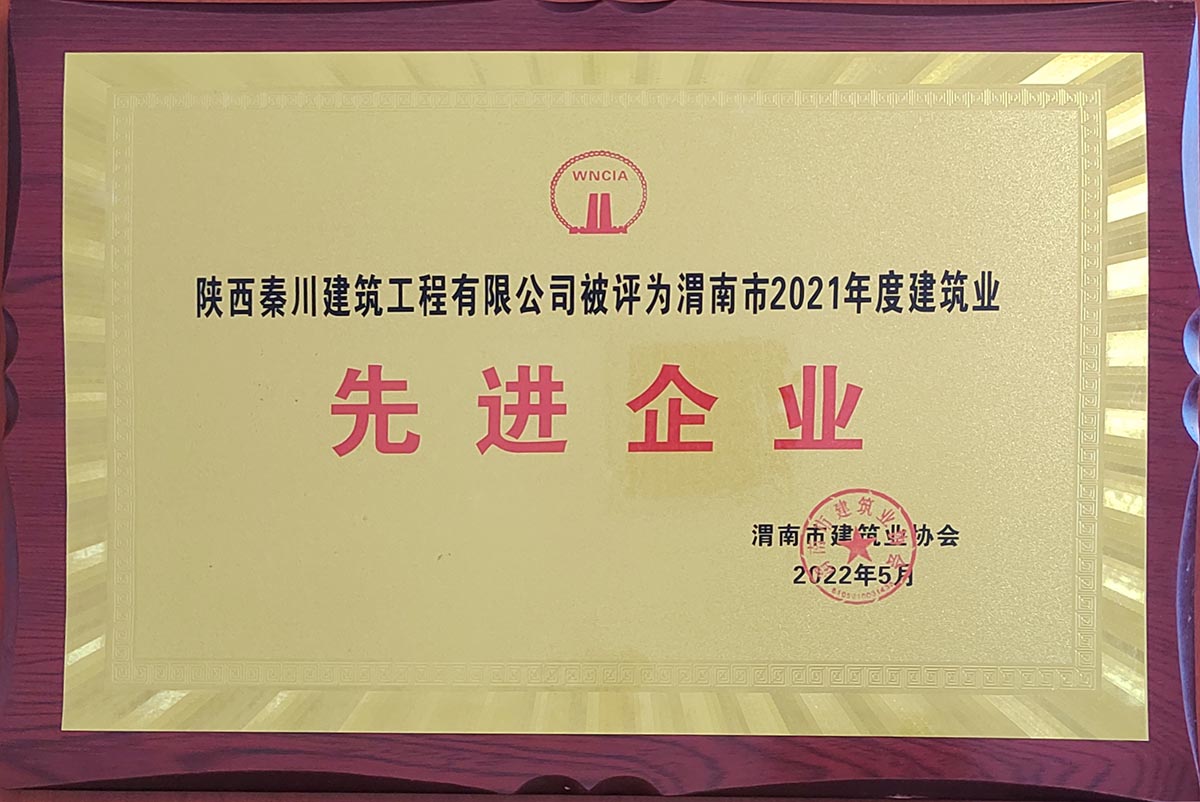 WNCIA
陕西秦川建筑工程有限公司被评为渭南市2021年度建筑业
先进企业
渭南市建筑业协会
2022年5月